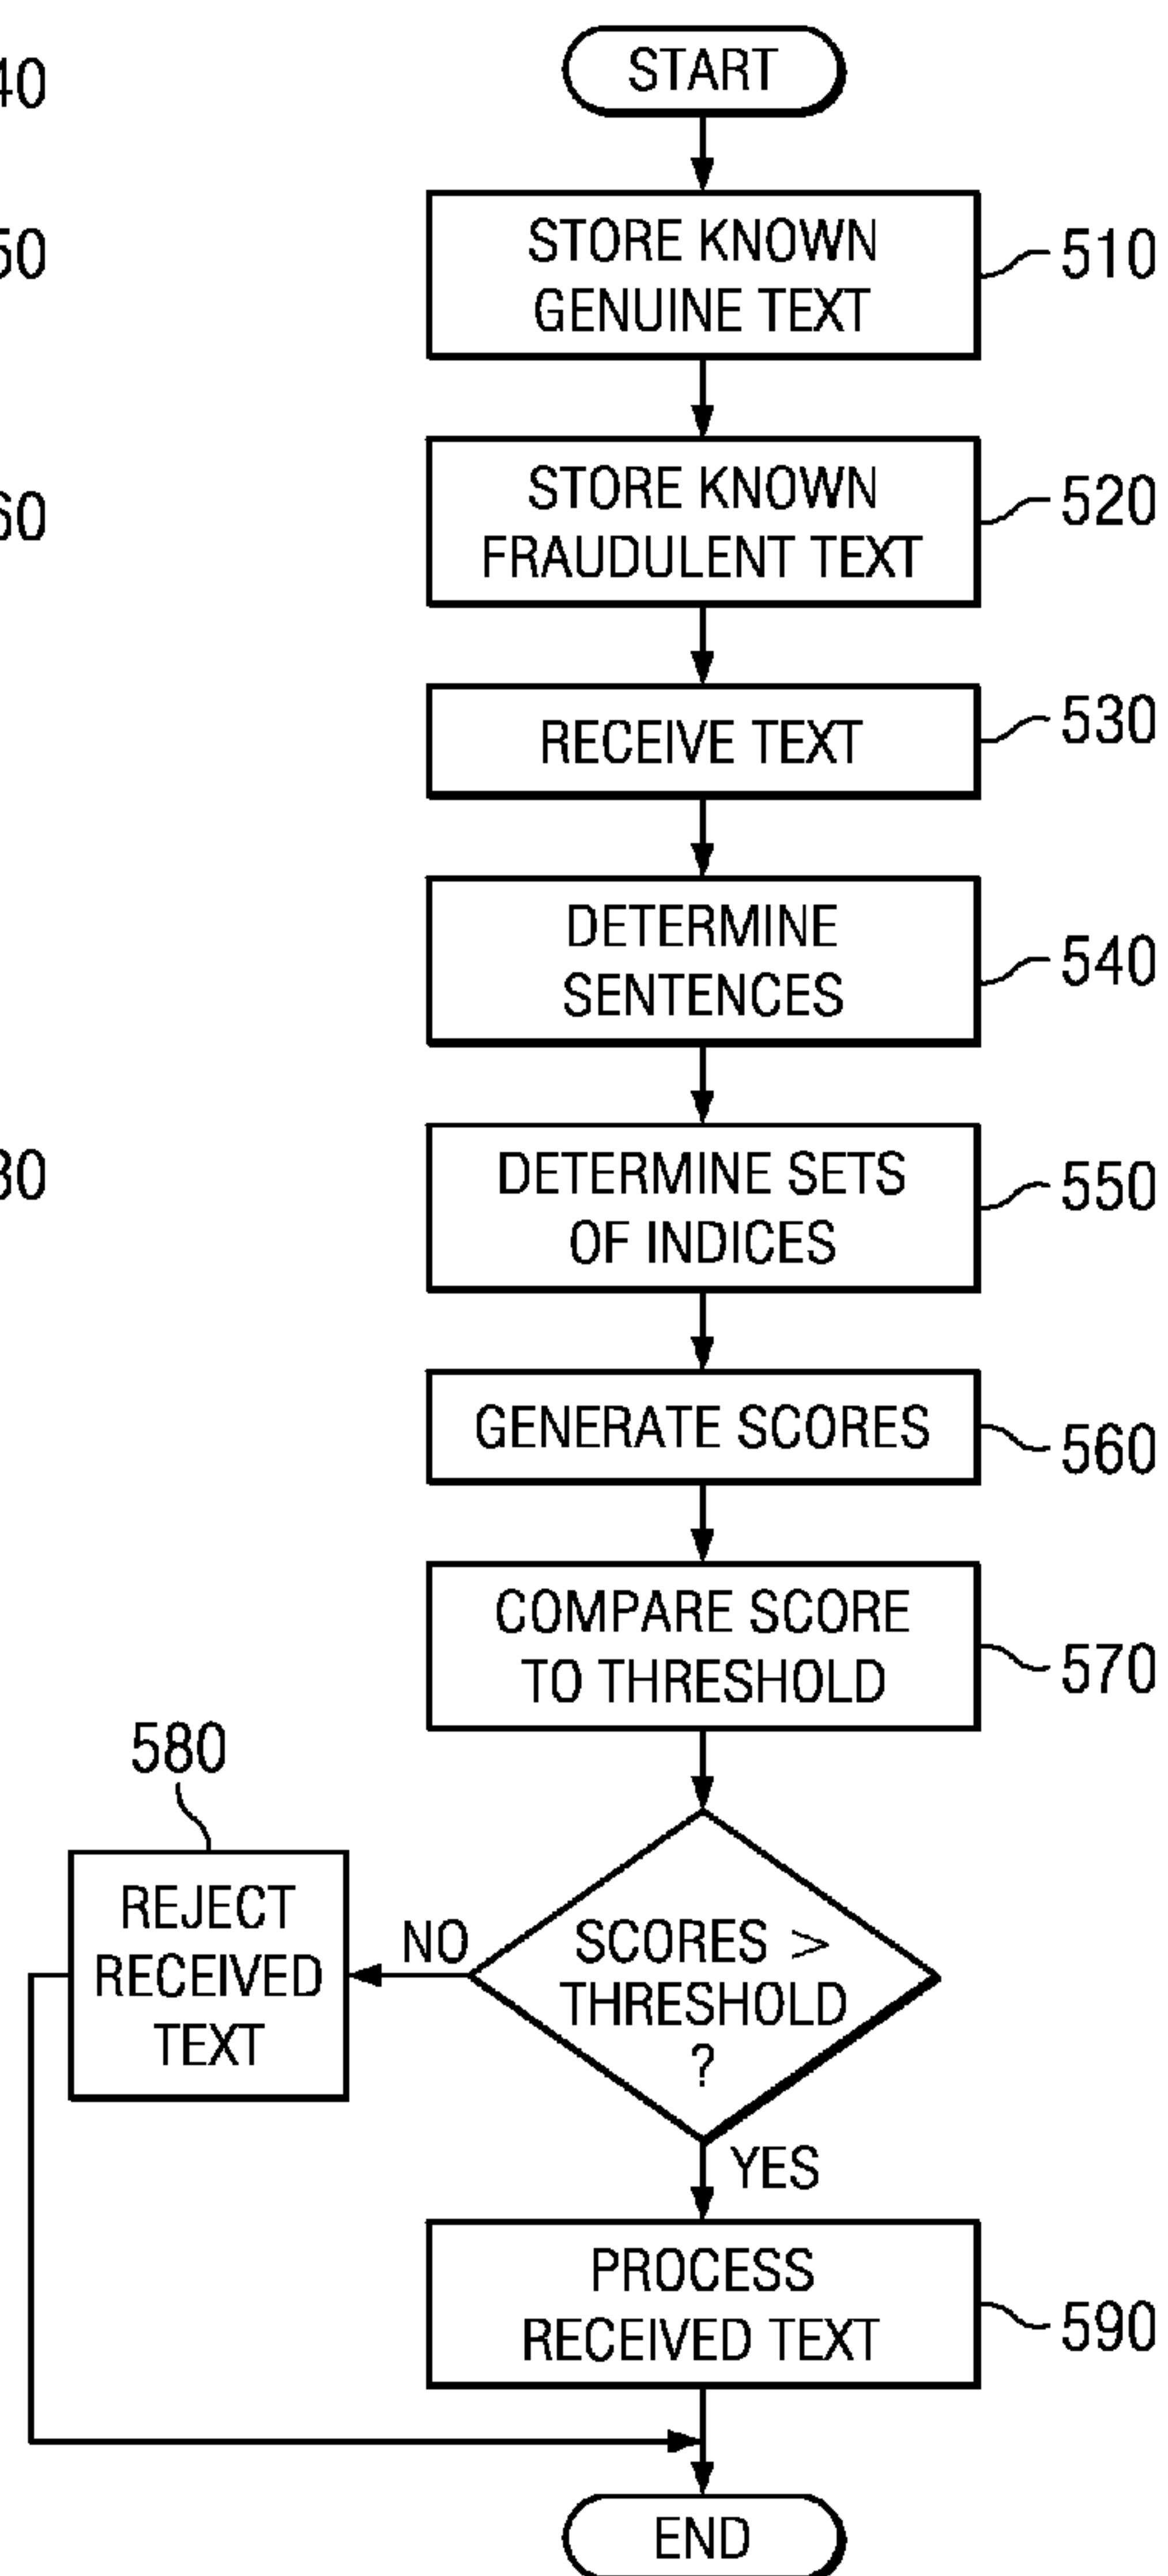 START
STORE KNOWN
GENUINE TEXT
510
STORE KNOWN
FRAUDULENT TEXT
520
RECEIVE TEXT
530
DETERMINE
SENTENCES
540
DETERMINE SETS
OF INDICES
550
GENERATE SCORES
560
COMPARE SCORE
TO THRESHOLD
570
580
REJECT
RECEIVED
TEXT
NO
SCORES >
THRESHOLD
?
YES
PROCESS
RECEIVED TEXT
590
END